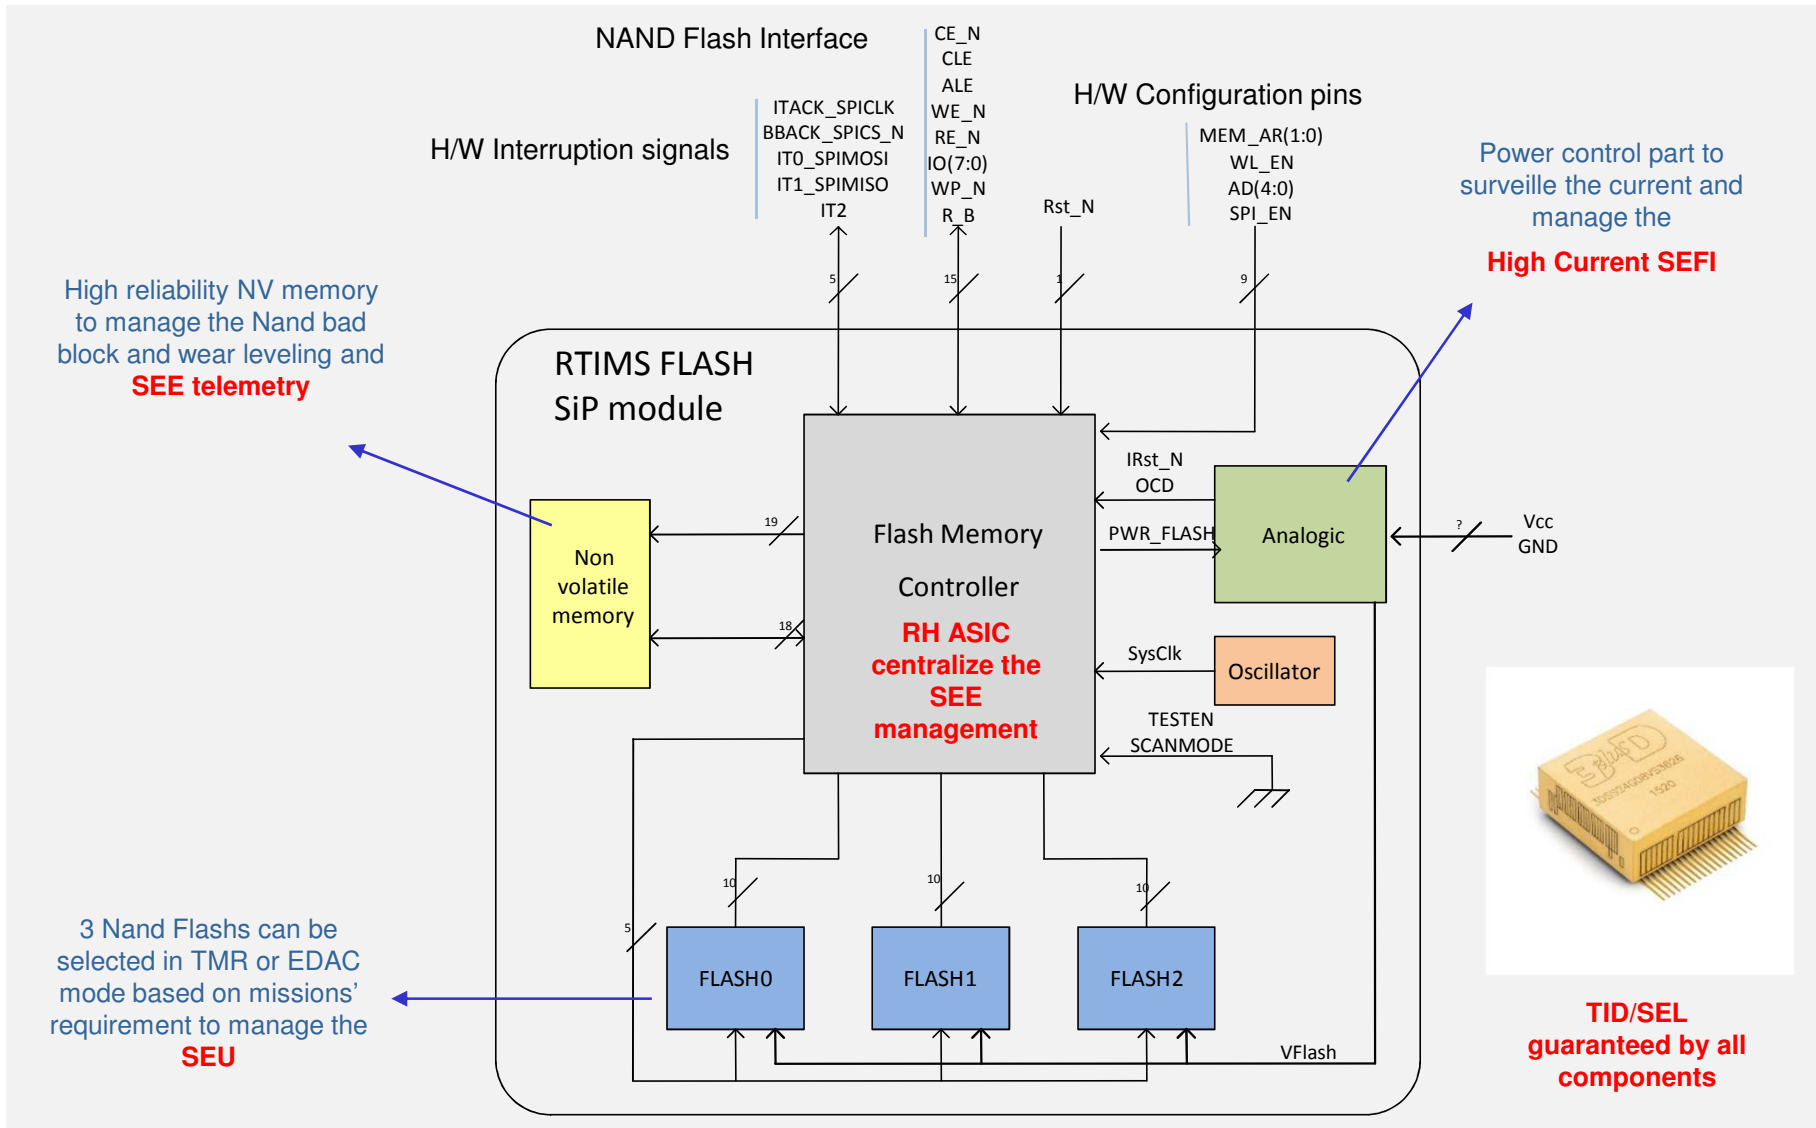 NAND Flash Interface
CE_N
CLE
ALE
WE_N
RE_N
IO(7:0)
WP_N
R_B
H/W Interruption signals
ITACK_SPICLK
BBACK_SPICS_N
IT0_SPIMOSI
IT1_SPIMISO
IT2
Rst_N
H/W Configuration pins
MEM_AR(1:0)
WL_EN
AD(4:0)
SPI_EN
Power control part to
surveille the current and
manage the
High Current SEFI
5
15
1
9
High reliability NV memory
to manage the Nand bad
block and wear leveling and
SEE telemetry
RTIMS FLASH
SiP module
IRst_N
OCD
PWR_FLASH
Analogic
?
Vcc
GND
19
18
Non
volatile
memory
Flash Memory
Controller
RH ASIC
centralize the
SEE
management
SysClk
Oscillator
TESTEN
SCANMODE
3D PLUS
3DS924G08VS3626
1520
10
10
10
5
FLASH0
FLASH1
FLASH2
VFlash
3 Nand Flashs can be
selected in TMR or EDAC
mode based on missions'
requirement to manage the
SEU
TID/SEL
guaranteed by all
components